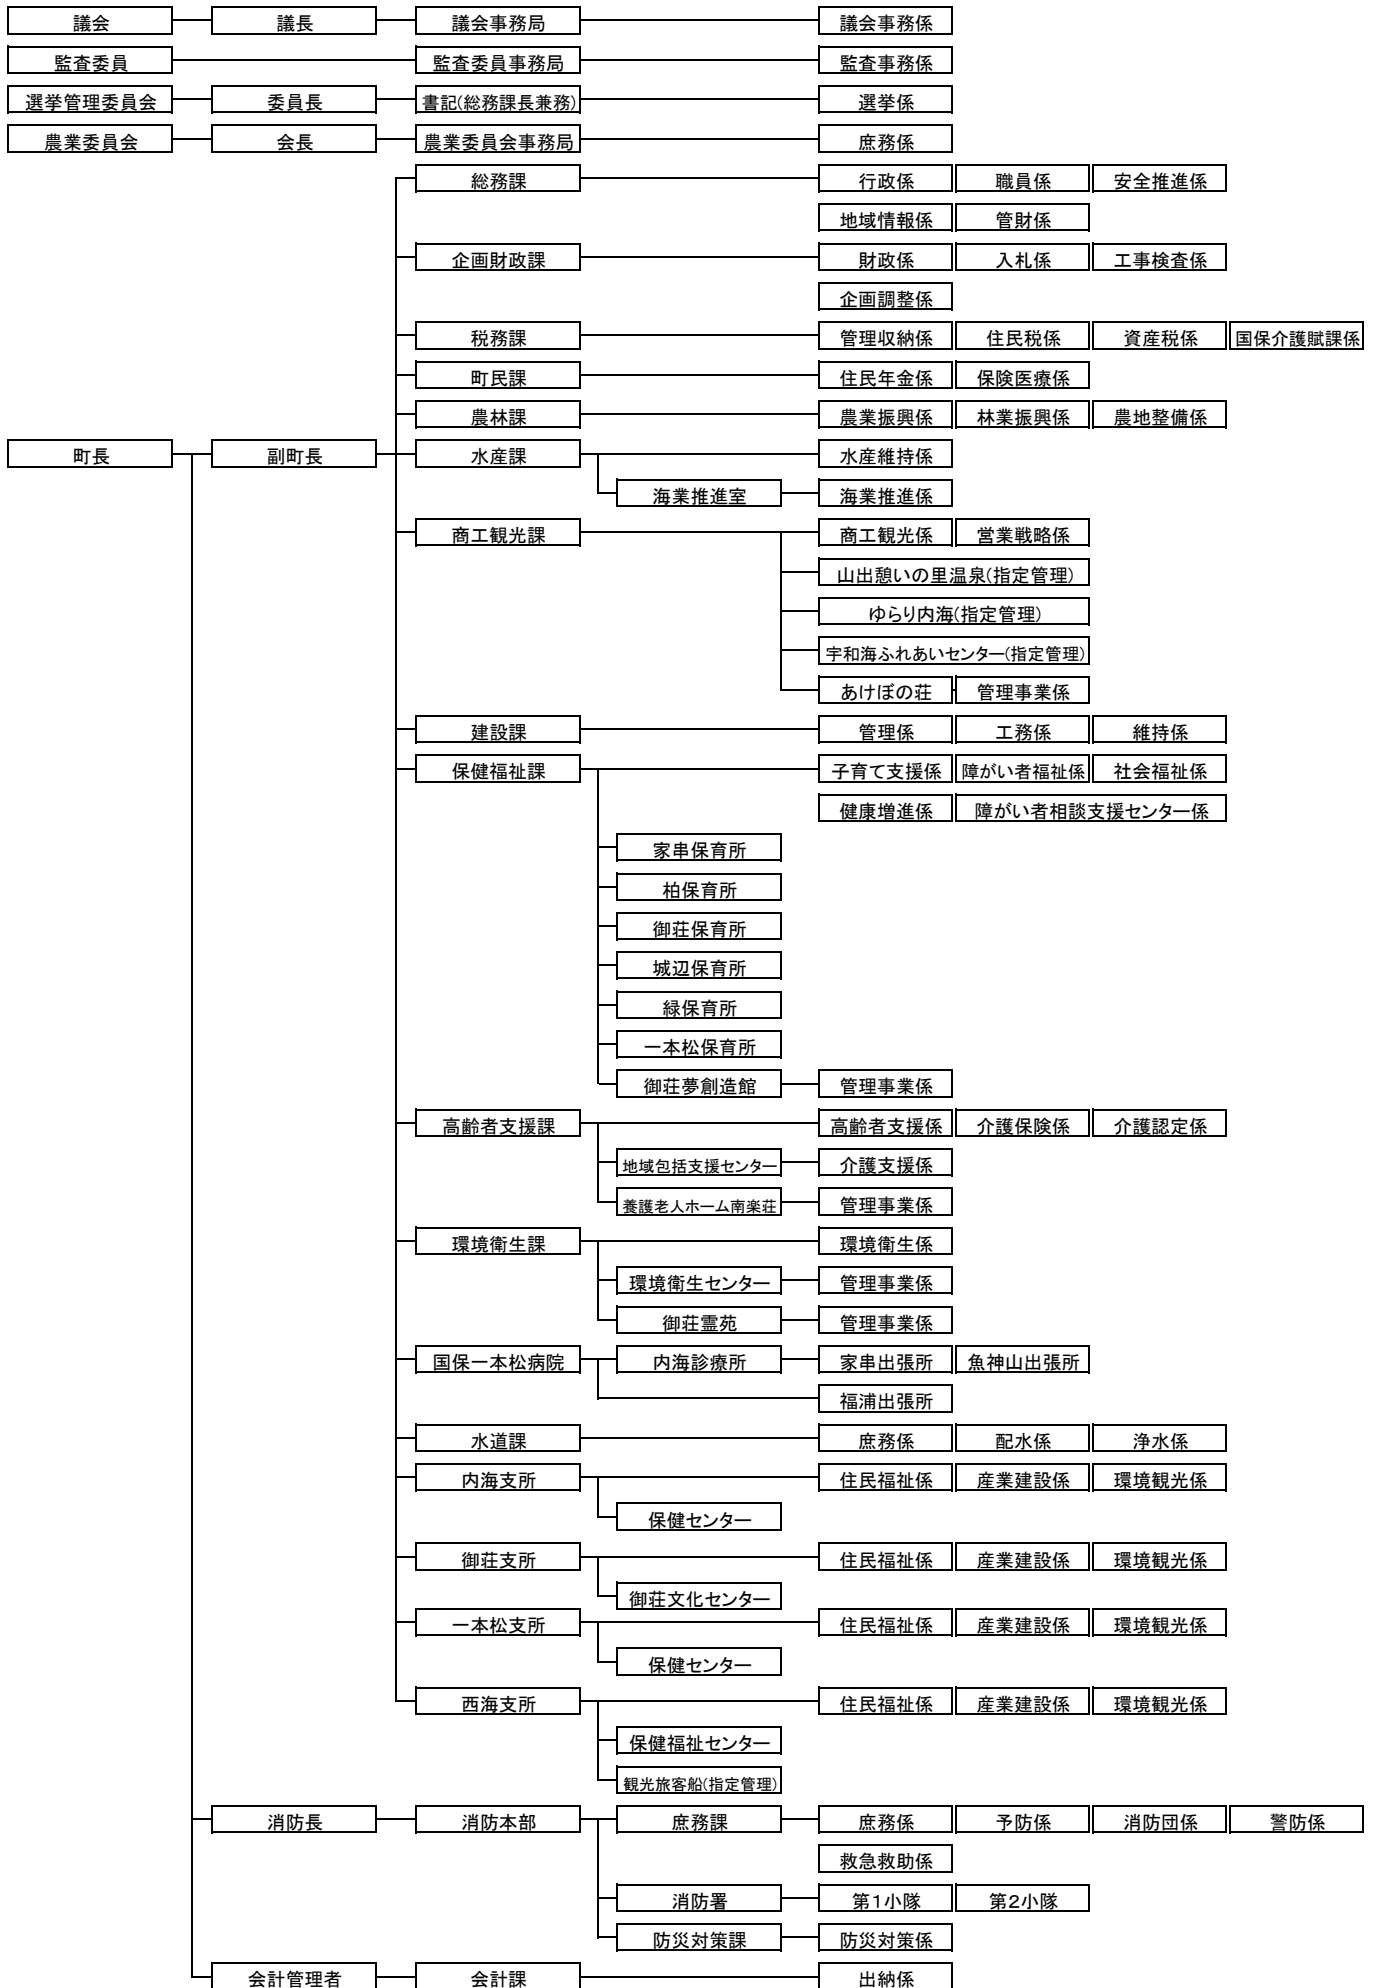 議会 議長 議会事務局 議会事務係
監査委員 監査委員事務局 監査事務係
選挙管理委員会 委員長 書記(総務課長兼務) 選挙係
農業委員会 会長 農業委員会事務局 庶務係
総務課 行政係 職員係 安全推進係
地域情報係 管財係
企画財政課 財政係 入札係 工事検査係
企画調整係
税務課 管理収納係 住民税係 資産税係 国保介護賦課係
町民課 住民年金係 保険医療係
農林課 農業振興係 林業振興係 農地整備係
町長 副町長 水産課 水産維持係
海業推進室 海業推進係
商工観光課 商工観光係 営業戦略係
山出憩いの里温泉(指定管理)
ゆらり内海(指定管理)
宇和海ふれあいセンター(指定管理)
あけぼの荘 管理事業係
建設課 管理係 工務係 維持係
保健福祉課 子育て支援係 障がい者福祉係 社会福祉係
健康増進係 障がい者相談支援センター係
家串保育所
柏保育所
御荘保育所
城辺保育所
緑保育所
一本松保育所
御荘夢創造館 管理事業係
高齢者支援課 高齢者支援係 介護保険係 介護認定係
地域包括支援センター 介護支援係
養護老人ホーム南楽荘 管理事業係
環境衛生課 環境衛生係
環境衛生センター 管理事業係
御荘霊苑 管理事業係
国保一本松病院 内海診療所 家串出張所 魚神山出張所
福浦出張所
水道課 庶務係 配水係 浄水係
内海支所 住民福祉係 産業建設係 環境観光係
保健センター
御荘支所 住民福祉係 産業建設係 環境観光係
御荘文化センター
一本松支所 住民福祉係 産業建設係 環境観光係
保健センター
西海支所 住民福祉係 産業建設係 環境観光係
保健福祉センター
観光旅客船(指定管理)
消防長 消防本部 庶務課 庶務係 予防係 消防団係 警防係
救急救助係
消防署 第1小隊 第2小隊
防災対策課 防災対策係
会計管理者 会計課 出納係